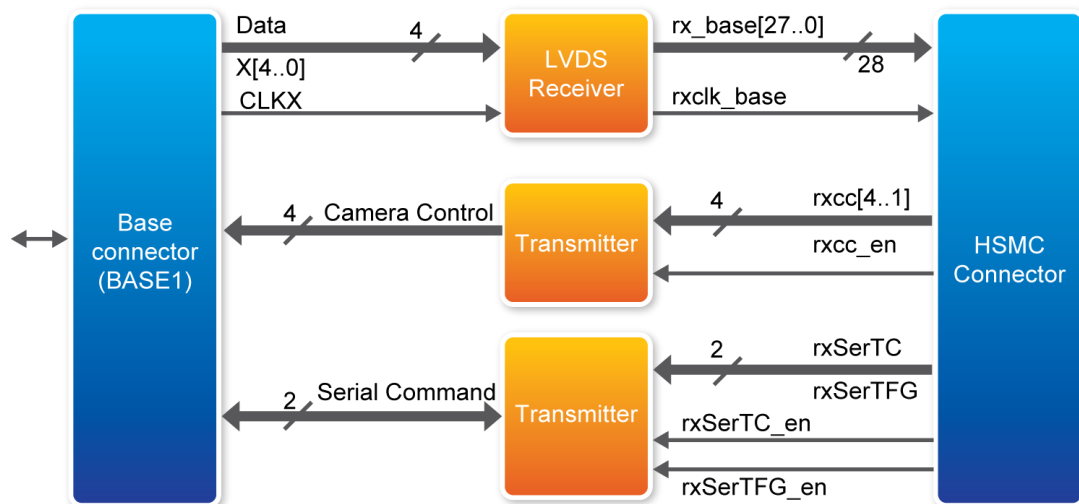 Data
4
X[4..0]
CLKX
LVDS
Receiver
rx_base[27..0]
28
rxclk_base
Base
connector
(BASE1)
4
Camera Control
Transmitter
4
rxcc[4..1]
rxcc_en
HSMC
Connector
2
Serial Command
Transmitter
2
rxSerTC
rxSerTFG
rxSerTC_en
rxSerTFG_en